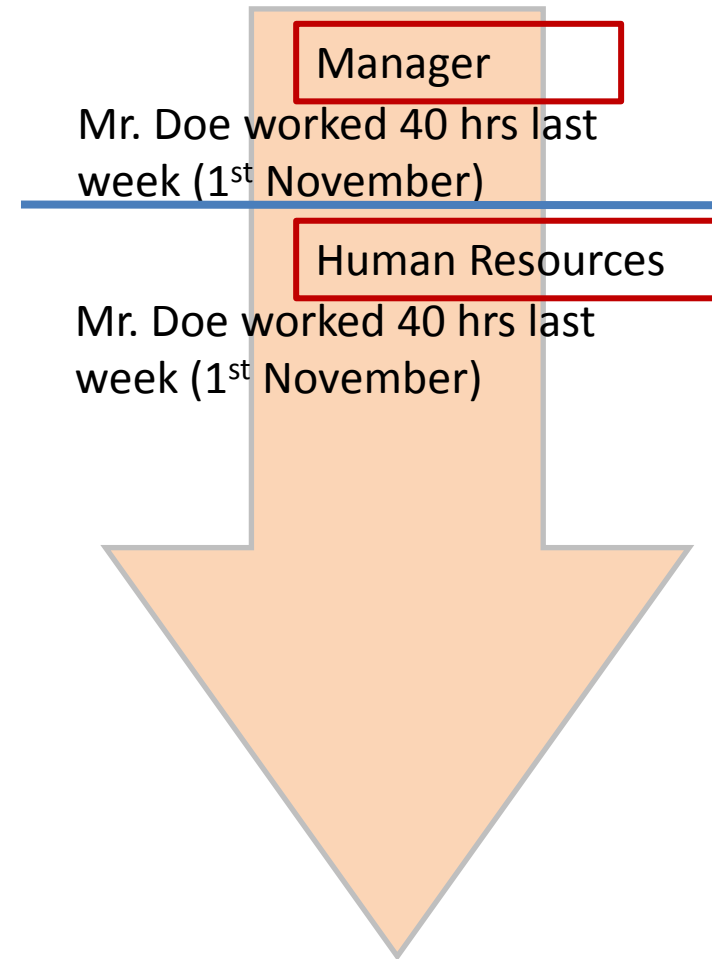 Manager
Mr. Doe worked 40 hrs last
week (1st November)
Human Resources
Mr. Doe worked 40 hrs last
week (1st November)